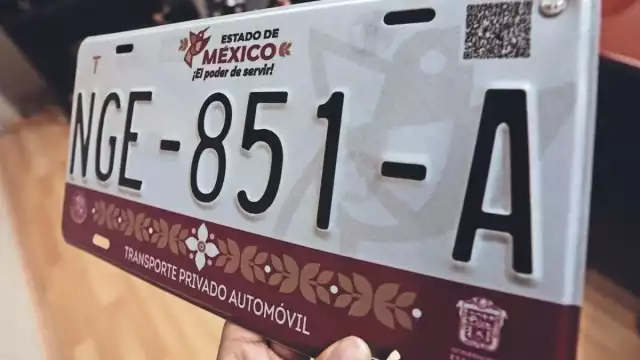 T
ESTADO DE
MÉXICO
¡El poder de servir!
NGE-851-A
TRANSPORTE PRIVADO AUTOMÓVIL